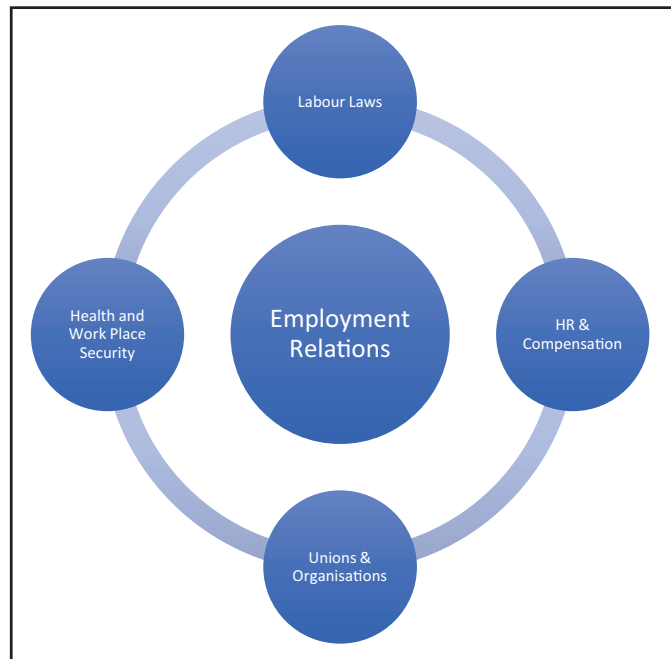 Labour Laws
Health and
Work Place
Security
Employment
Relations
HR &
Compensation
Unions &
Organisations